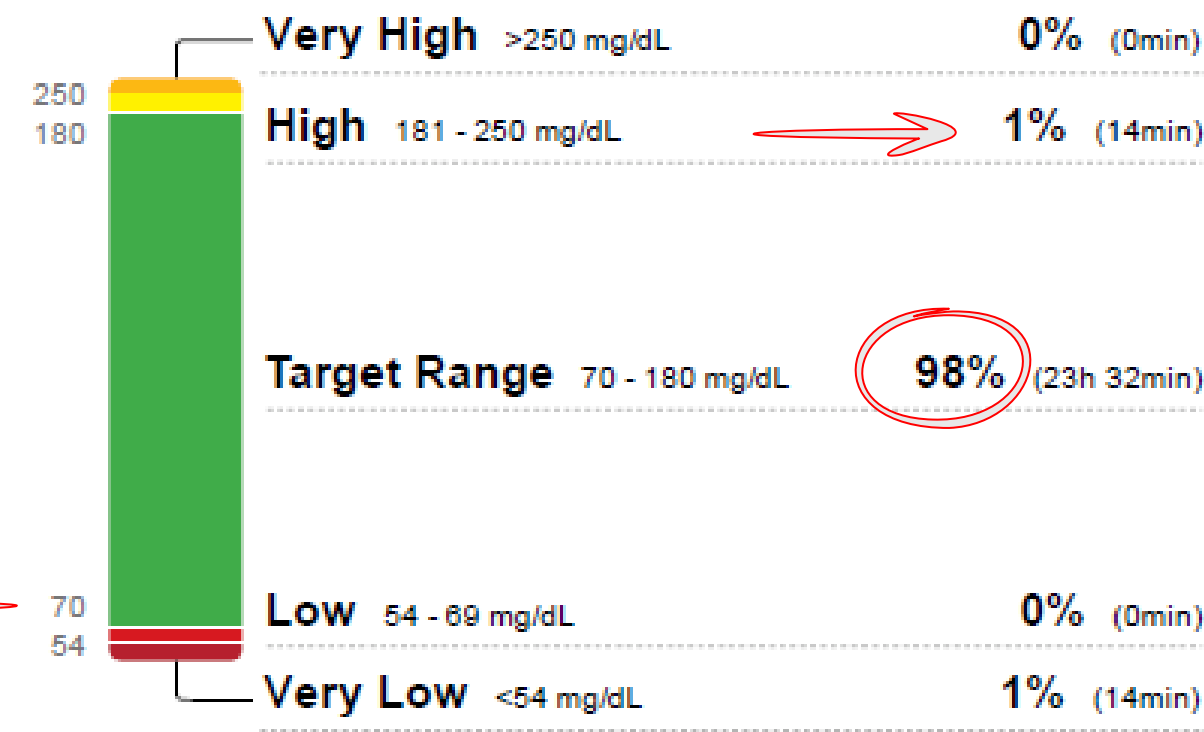 Very High >250 mg/dL 0% (0min)
250
180
High 181 - 250 mg/dL 1% (14min)
Target Range 70 - 180 mg/dL 98% (23h 32min)
70
54
Low 54 - 69 mg/dL 0% (0min)
Very Low <54 mg/dL 1% (14min)